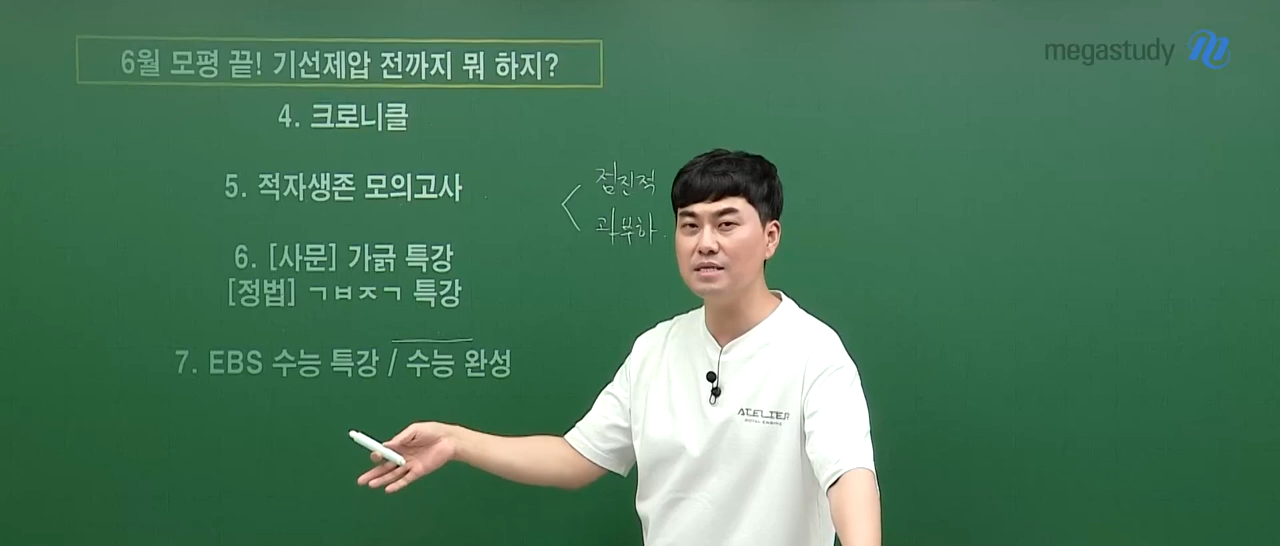 6월 모평 끝! 기선제압 전까지 뭐 하지?
megastudy
4. 크로니클
5. 적자생존 모의고사
점진적
과부하.
6. [사문] 가굵 특강
[정법] ㄱㅂㅈㄱ 특강
7. EBS 수능 특강 / 수능 완성
ATELIER